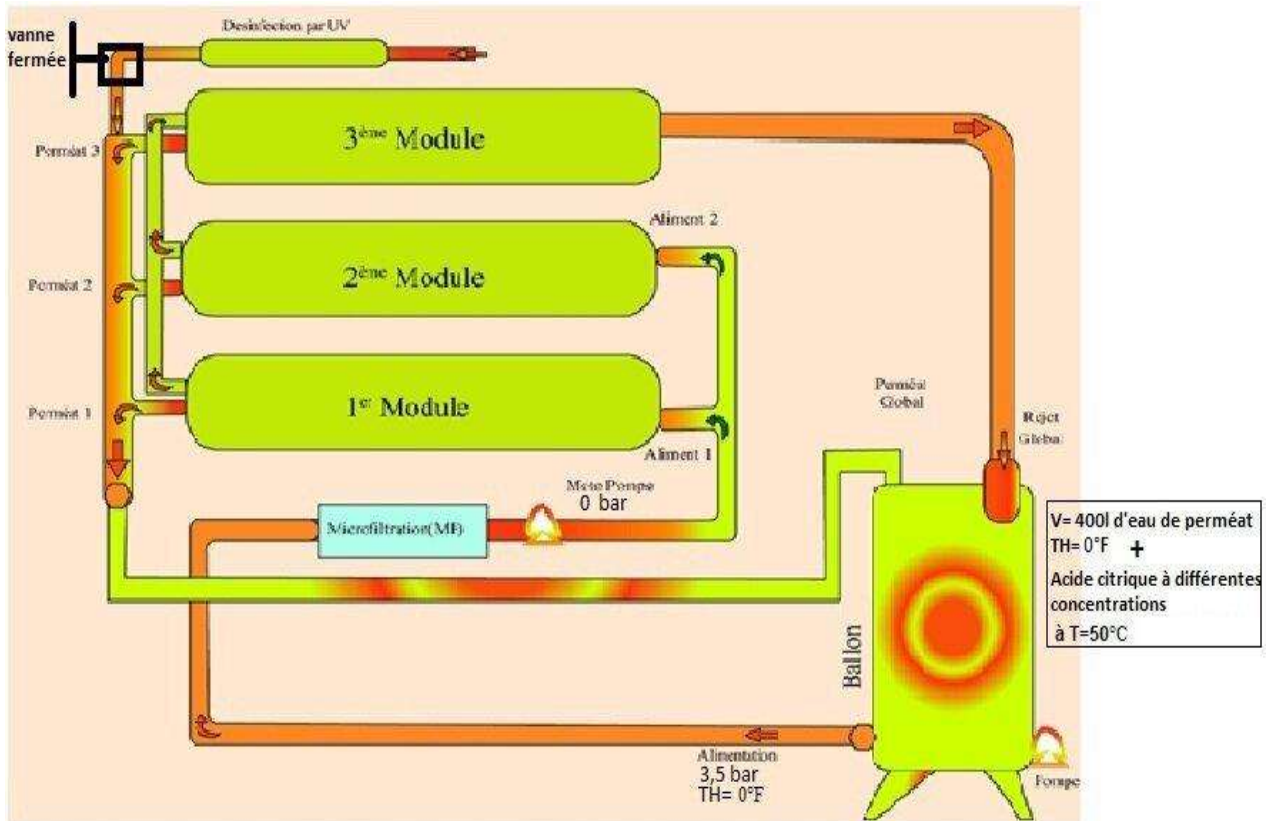 vanne
fermée
Desinfection par UV
3ème Module
Perméat 3
Aliment 2
2ème Module
Perméat 2
1er Module
Perméat 1
Aliment 1
Perméat
Global
Rejet
Global
Moto Pompe
0 bar
Microfiltration(MF)
V= 400l d'eau de perméat
TH= 0°F +
Acide citrique à différentes
concentrations
à T=50°C
Ballon
Alimentation
3,5 bar
TH= 0°F
Pompe